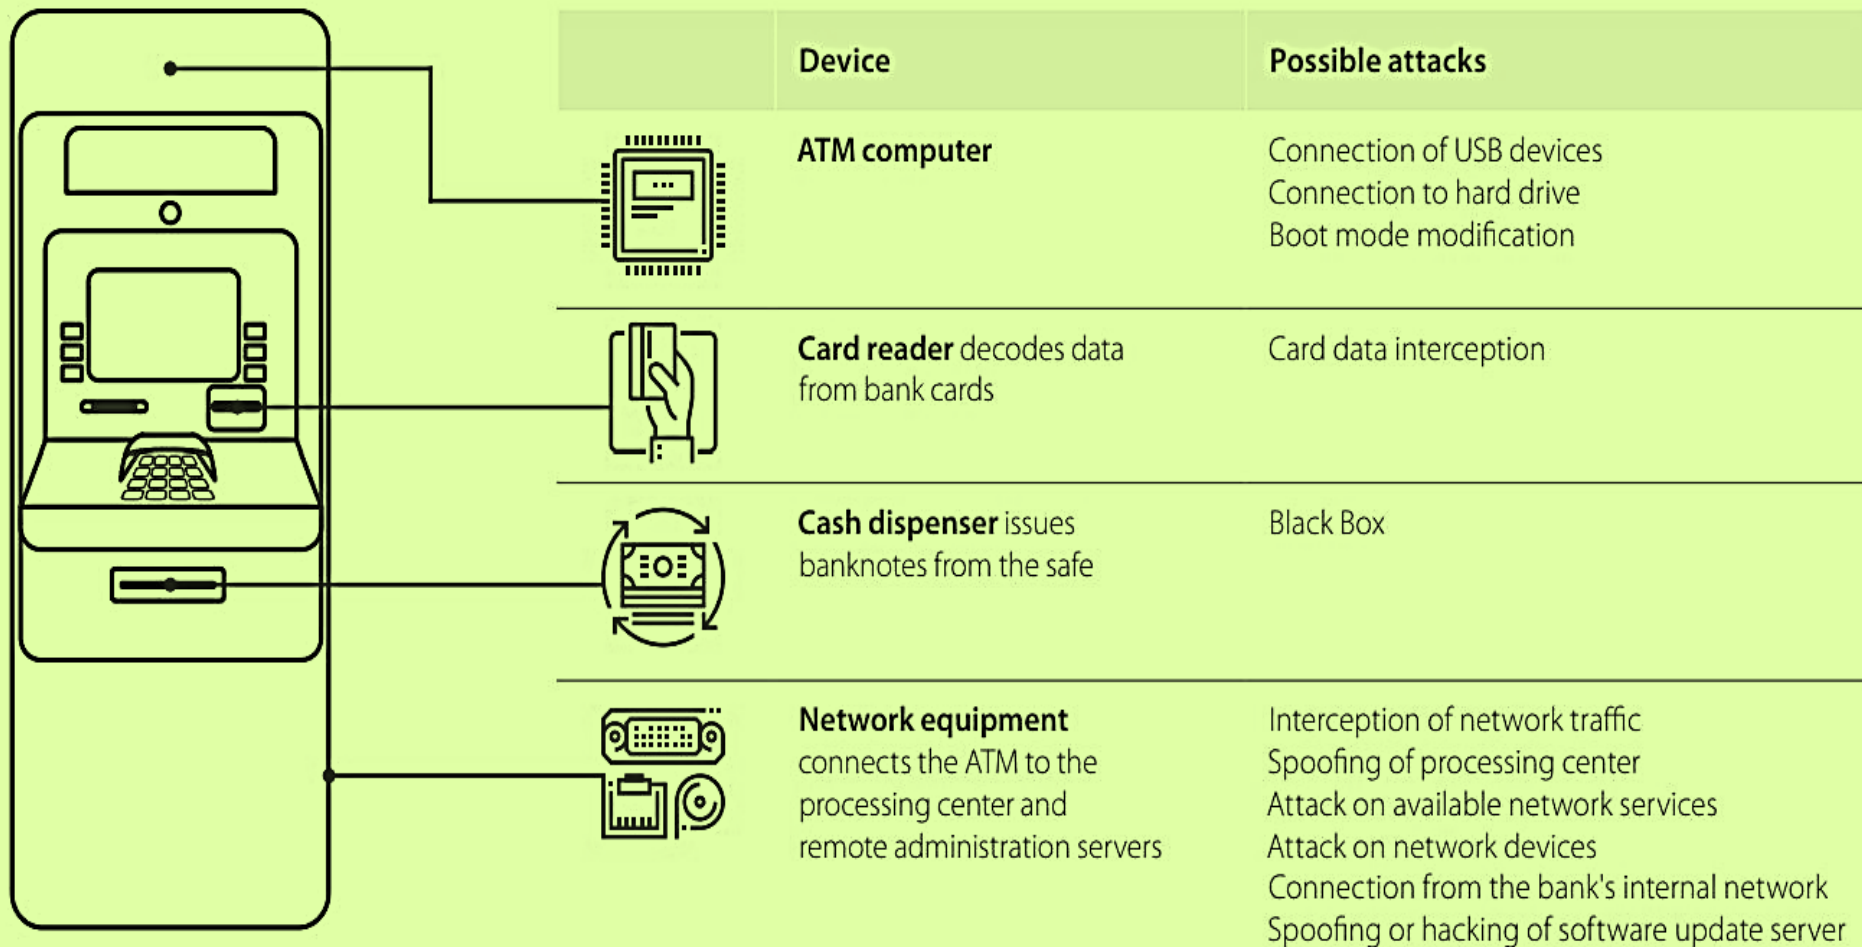 Device
Possible attacks
ATM computer
Connection of USB devices
Connection to hard drive
Boot mode modification
Card reader decodes data
from bank cards
Card data interception
Cash dispenser issues
banknotes from the safe
Black Box
Network equipment
connects the ATM to the
processing center and
remote administration servers
Interception of network traffic
Spoofing of processing center
Attack on available network services
Attack on network devices
Connection from the bank's internal network
Spoofing or hacking of software update server